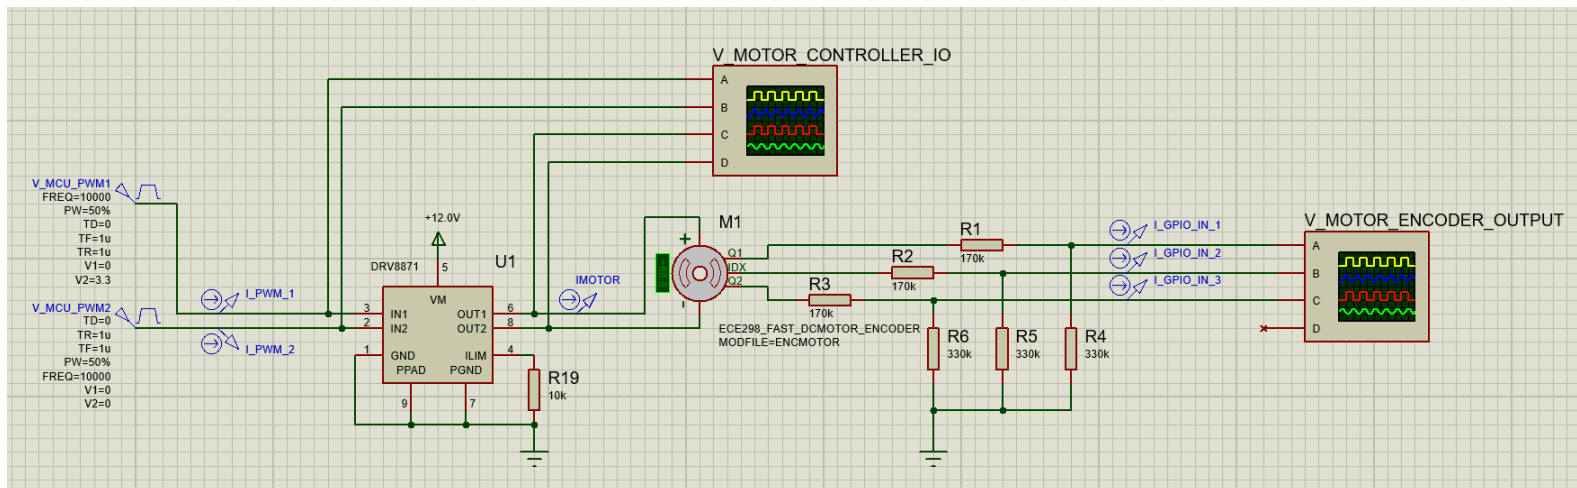 V_MOTOR_CONTROLLER_IO
A
B
C
D
V_MCU_PWM1
FREQ=10000
PW=50%
TD=0
TF=1u
TR=1u
V1=0
V2=3.3
V_MCU_PWM2
TD=0
TR=1u
TF=1u
PW=50%
FREQ=10000
V1=0
V2=0
I_PWM_1
I_PWM_2
+12.0V
DRV8871
U1
5
VM
3 IN1 OUT1 6
2 IN2 OUT2 8
1 GND ILIM 4
PPAD PGND
9 7
R19
10k
IMOTOR
M1
+
-
Q1
IDX
Q2
ECE298_FAST_DCMOTOR_ENCODER
MODFILE=ENCMOTOR
R1
170k
R2
170k
R3
170k
R6
330k
R5
330k
R4
330k
I_GPIO_IN_1
I_GPIO_IN_2
I_GPIO_IN_3
V_MOTOR_ENCODER_OUTPUT
A
B
C
D